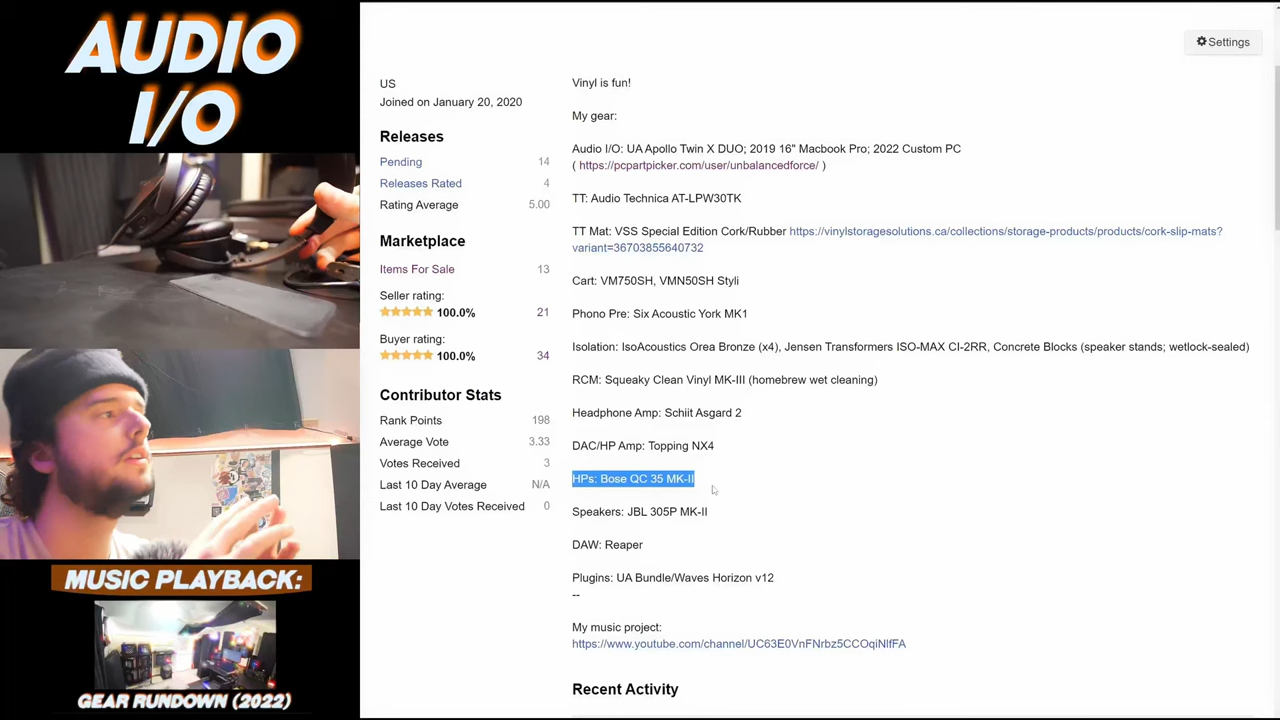 AUDIO
I/O
MUSIC PLAYBACK:
GEAR RUNDOWN (2022)
Settings
US
Joined on January 20, 2020
Releases
Pending 14
Releases Rated 4
Rating Average 5.00
Marketplace
Items For Sale 13
Seller rating:
100.0% 21
Buyer rating:
100.0% 34
Contributor Stats
Rank Points 198
Average Vote 3.33
Votes Received 3
Last 10 Day Average N/A
Last 10 Day Votes Received 0
Vinyl is fun!
My gear:
Audio I/O: UA Apollo Twin X DUO; 2019 16" Macbook Pro; 2022 Custom PC
( https://pcpartpicker.com/user/unbalancedforce/ )
TT: Audio Technica AT-LPW30TK
TT Mat: VSS Special Edition Cork/Rubber https://vinylstoragesolutions.ca/collections/storage-products/products/cork-slip-mats?
variant=36703855640732
Cart: VM750SH, VMN50SH Styli
Phono Pre: Six Acoustic York MK1
Isolation: IsoAcoustics Orea Bronze (x4), Jensen Transformers ISO-MAX CI-2RR, Concrete Blocks (speaker stands; wetlock-sealed)
RCM: Squeaky Clean Vinyl MK-III (homebrew wet cleaning)
Headphone Amp: Schiit Asgard 2
DAC/HP Amp: Topping NX4
HPs: Bose QC 35 MK-II
Speakers: JBL 305P MK-II
DAW: Reaper
Plugins: UA Bundle/Waves Horizon v12
--
My music project:
https://www.youtube.com/channel/UC63E0VnFNrbz5CCOqiNlfFA
Recent Activity